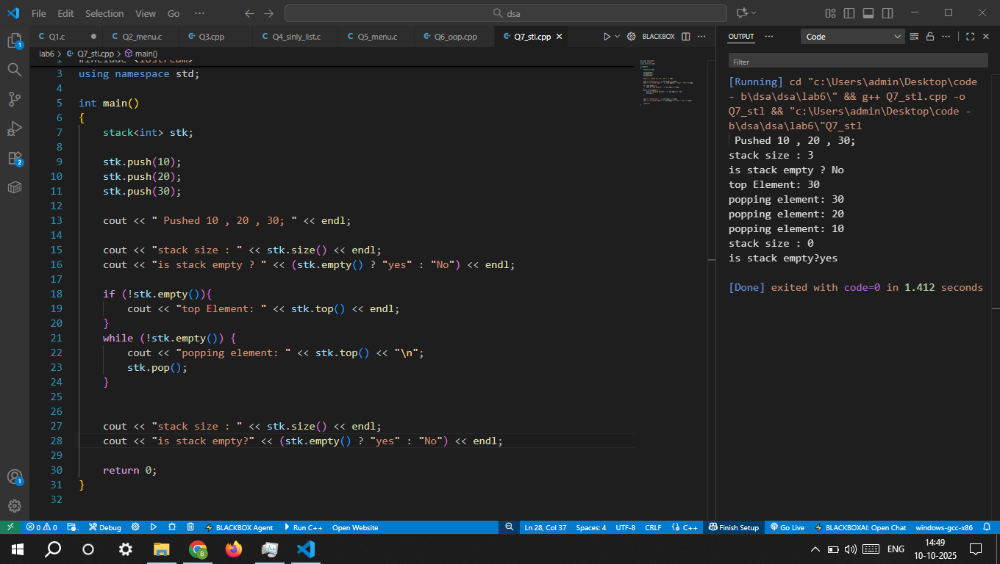 File Edit Selection View Go ··· dsa
Q1.c Q2_menu.c Q3.cpp Q4_sinly_list.c Q5_menu.c Q6_oop.cpp Q7_stl.cpp BLACKBOX ···
lab6 > Q7_stl.cpp > main()
1 #include <iostream>
3 using namespace std;
4
5 int main()
6 {
7 stack<int> stk;
8
9 stk.push(10);
10 stk.push(20);
11 stk.push(30);
12
13 cout << " Pushed 10 , 20 , 30; " << endl;
14
15 cout << "stack size : " << stk.size() << endl;
16 cout << "is stack empty ? " << (stk.empty() ? "yes" : "No") << endl;
17
18 if (!stk.empty()){
19 cout << "top Element: " << stk.top() << endl;
20 }
21 while (!stk.empty()) {
22 cout << "popping element: " << stk.top() << "\n";
23 stk.pop();
24 }
25
26
27 cout << "stack size : " << stk.size() << endl;
28 cout << "is stack empty?" << (stk.empty() ? "yes" : "No") << endl;
29
30 return 0;
31 }
32
OUTPUT ··· Code ···
Filter
[Running] cd "c:\Users\admin\Desktop\code
- b\dsa\dsa\lab6\" && g++ Q7_stl.cpp -o
Q7_stl && "c:\Users\admin\Desktop\code -
b\dsa\dsa\lab6\"Q7_stl
Pushed 10 , 20 , 30;
stack size : 3
is stack empty ? No
top Element: 30
popping element: 30
popping element: 20
popping element: 10
stack size : 0
is stack empty?yes
[Done] exited with code=0 in 1.412 seconds
1
2
1
0 0 Debug BLACKBOX Agent Run C++ Open Website Ln 28, Col 37 Spaces: 4 UTF-8 CRLF {} C++ Finish Setup Go Live BLACKBOXAI: Open Chat windows-gcc-x86
B ENG 14:49
10-10-2025